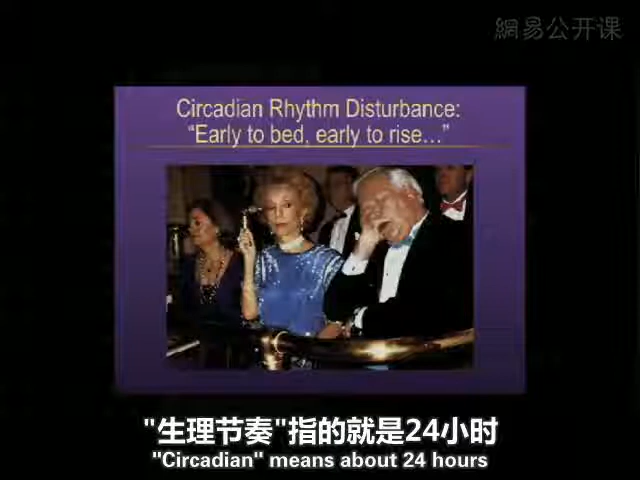 網易公开课
Circadian Rhythm Disturbance:
“Early to bed, early to rise…”
"生理节奏"指的就是24小时
"Circadian" means about 24 hours